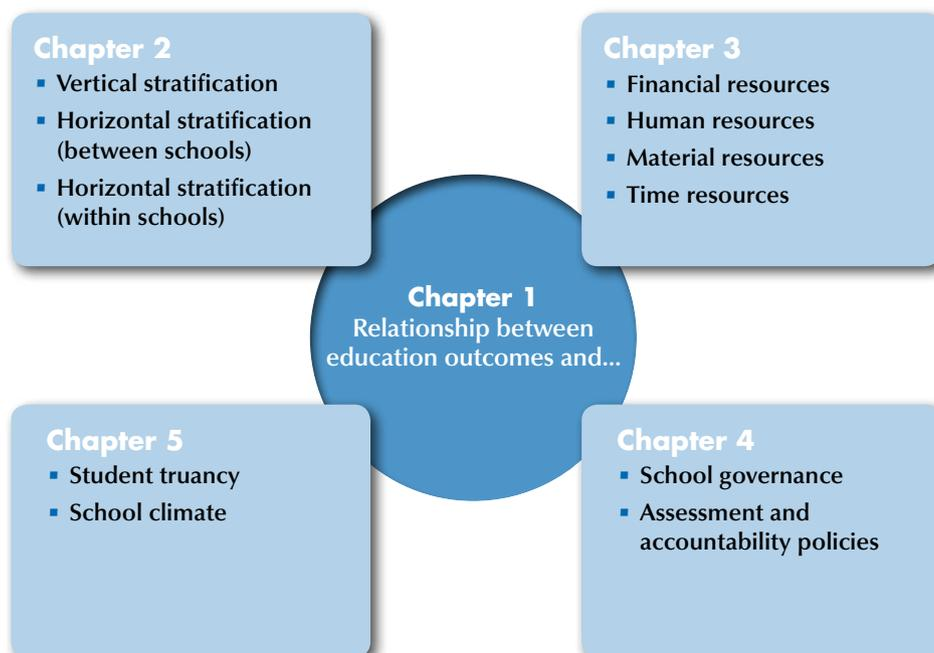 Chapter 2
▪ Vertical stratification
▪ Horizontal stratification
(between schools)
▪ Horizontal stratification
(within schools)
Chapter 3
▪ Financial resources
▪ Human resources
▪ Material resources
▪ Time resources
Chapter 1
Relationship between
education outcomes and...
Chapter 5
▪ Student truancy
▪ School climate
Chapter 4
▪ School governance
▪ Assessment and
accountability policies